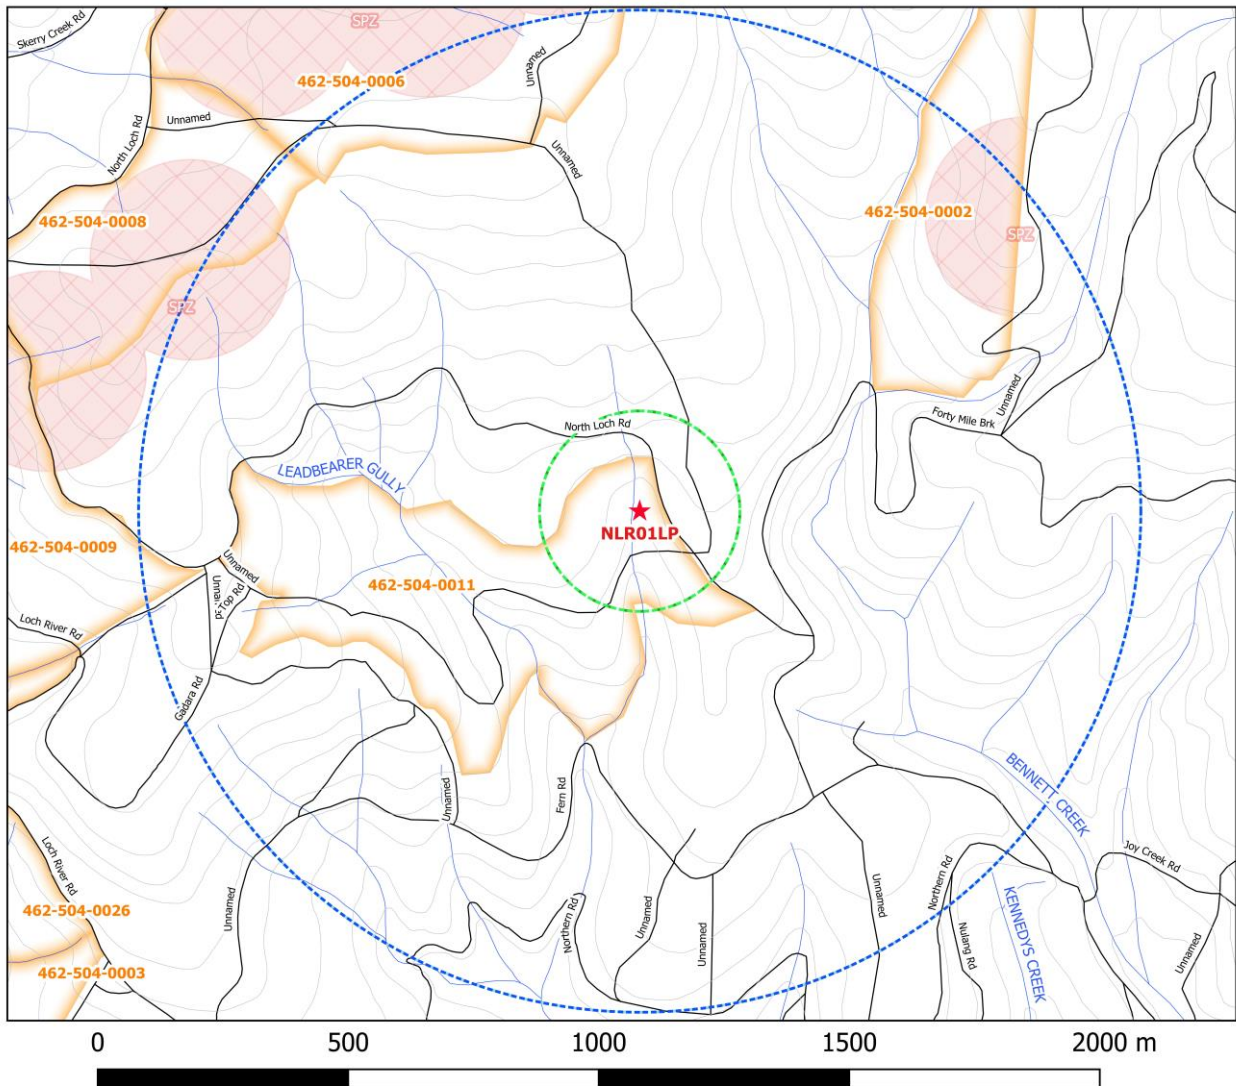 Skerry Creek Rd
SPZ
462-504-0006
Unnamed
Unnamed
North Loch Rd
Unnamed
462-504-0008
462-504-0002
SPZ
SPZ
Unnamed
Forty Mile Brk
North Loch Rd
LEADBEARER GULLY
NLR01LP
462-504-0009
Unnamed
462-504-0011
Top Rd
Loch River Rd
Gadara Rd
BENNETT CREEK
Unnamed
Fern Rd
Loch River Rd
Joy Creek Rd
462-504-0026
Unnamed
Northern Rd
Unnamed
Unnamed
Unnamed
Northern Rd
Nulang Rd
KENNEDYS CREEK
Unnamed
462-504-0003
0 500 1000 1500 2000 m